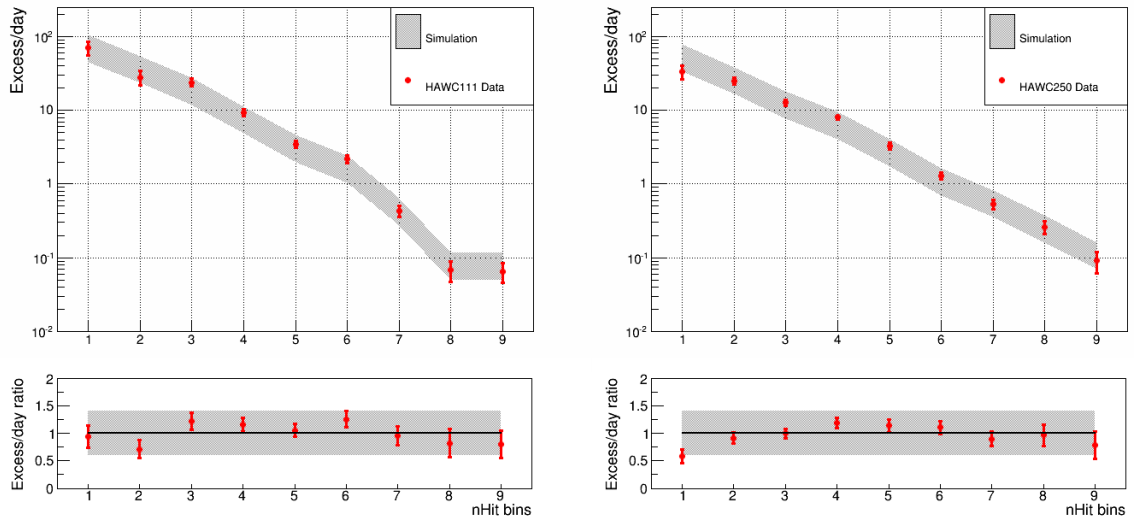 Excess/day
10²
10
1
10⁻¹
10⁻²
Simulation
HAWC111 Data
1 2 3 4 5 6 7 8 9
Excess/day ratio
2
1.5
1
0.5
0
1 2 3 4 5 6 7 8 9
nHit bins
Excess/day
10²
10
1
10⁻¹
10⁻²
Simulation
HAWC250 Data
1 2 3 4 5 6 7 8 9
Excess/day ratio
2
1.5
1
0.5
0
1 2 3 4 5 6 7 8 9
nHit bins